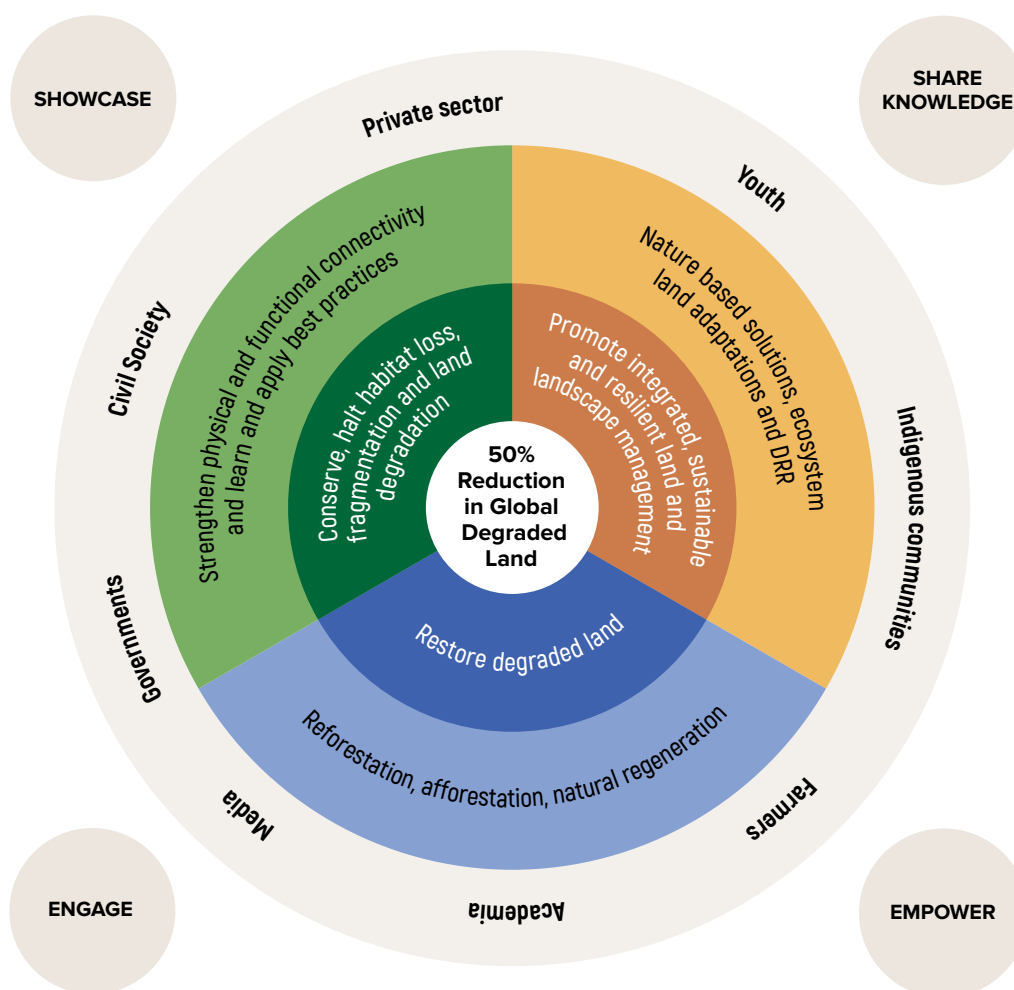 SHOWCASE
SHARE
KNOWLEDGE
Private sector
Youth
Indigenous communities
Farmers
Academia
Media
Governments
Civil Society
Strengthen physical and functional connectivity
and learn and apply best practices
Nature based solutions, ecosystem
land adaptations and DRR
Reforestation, afforestation, natural regeneration
Conserve, halt habitat loss,
fragmentation and land
degradation
Promote integrated, sustainable
and resilient land and
landscape management
Restore degraded land
50%
Reduction
in Global
Degraded
Land
ENGAGE
EMPOWER